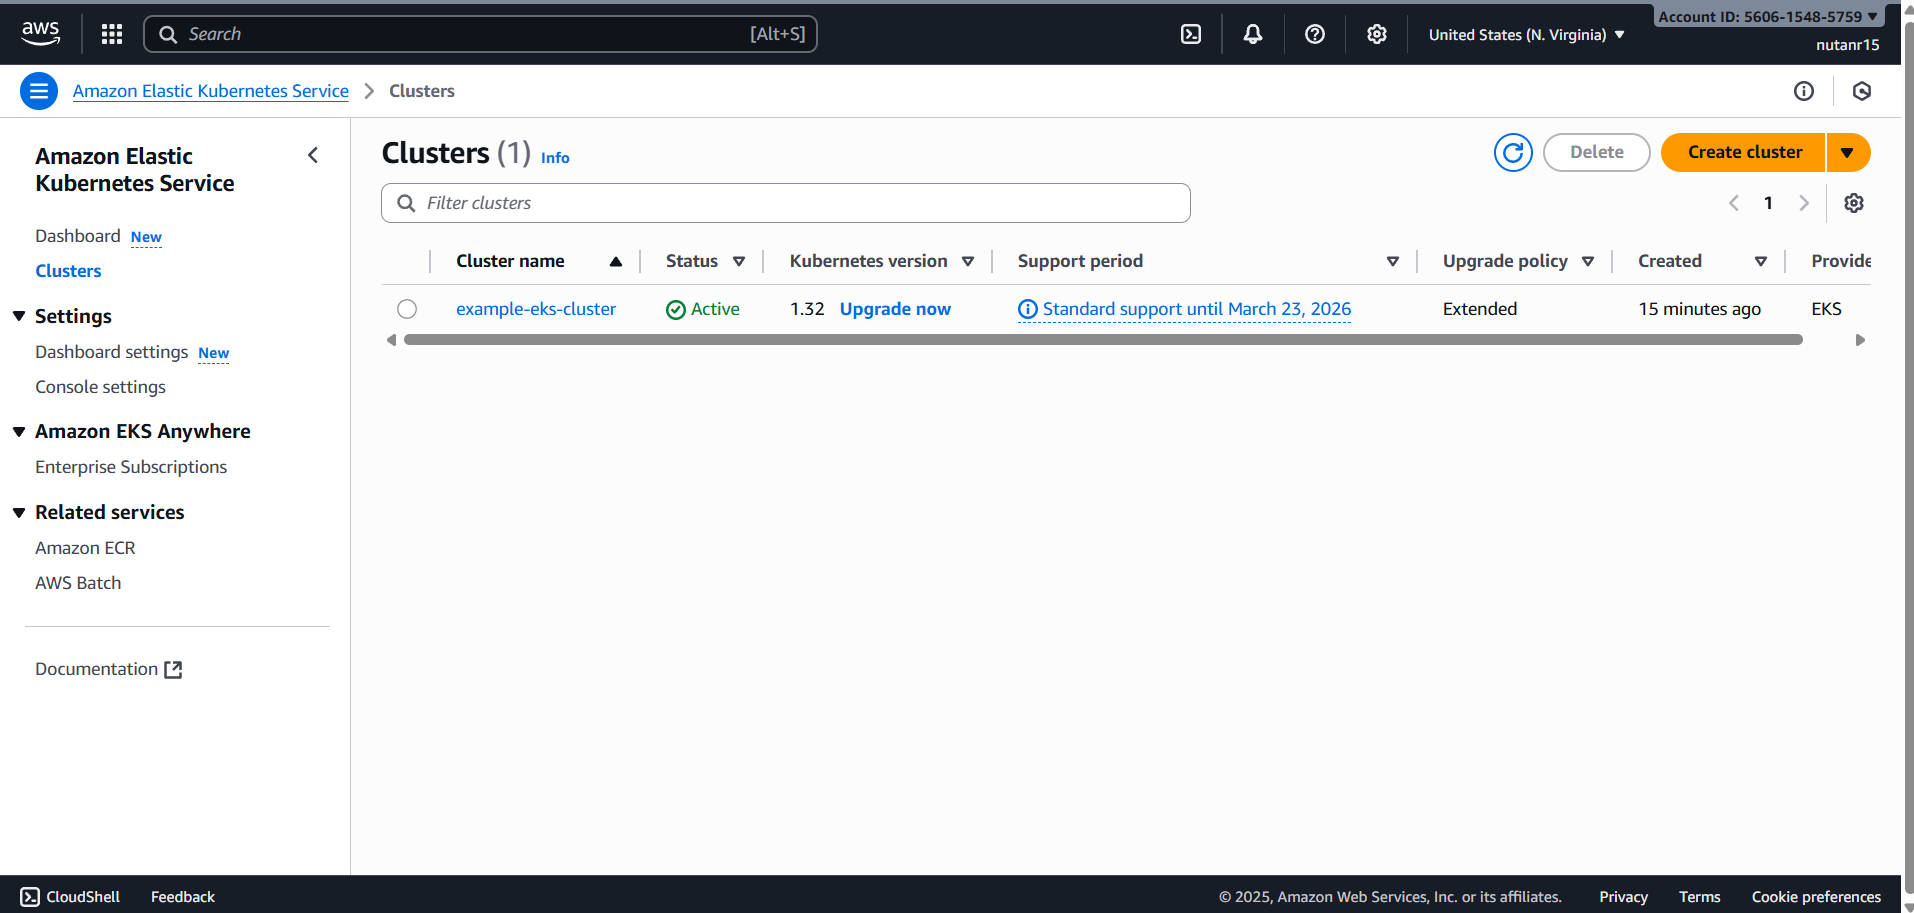 aws
Search [Alt+S]
United States (N. Virginia)
Account ID: 5606-1548-5759
nutanr15
Amazon Elastic Kubernetes Service > Clusters
Amazon Elastic
Kubernetes Service
Dashboard New
Clusters
Settings
Dashboard settings New
Console settings
Amazon EKS Anywhere
Enterprise Subscriptions
Related services
Amazon ECR
AWS Batch
Documentation
Clusters (1) Info
Delete
Create cluster
Filter clusters
1
Cluster name Status Kubernetes version Support period Upgrade policy Created Provide
example-eks-cluster Active 1.32 Upgrade now Standard support until March 23, 2026 Extended 15 minutes ago EKS
CloudShell Feedback © 2025, Amazon Web Services, Inc. or its affiliates. Privacy Terms Cookie preferences